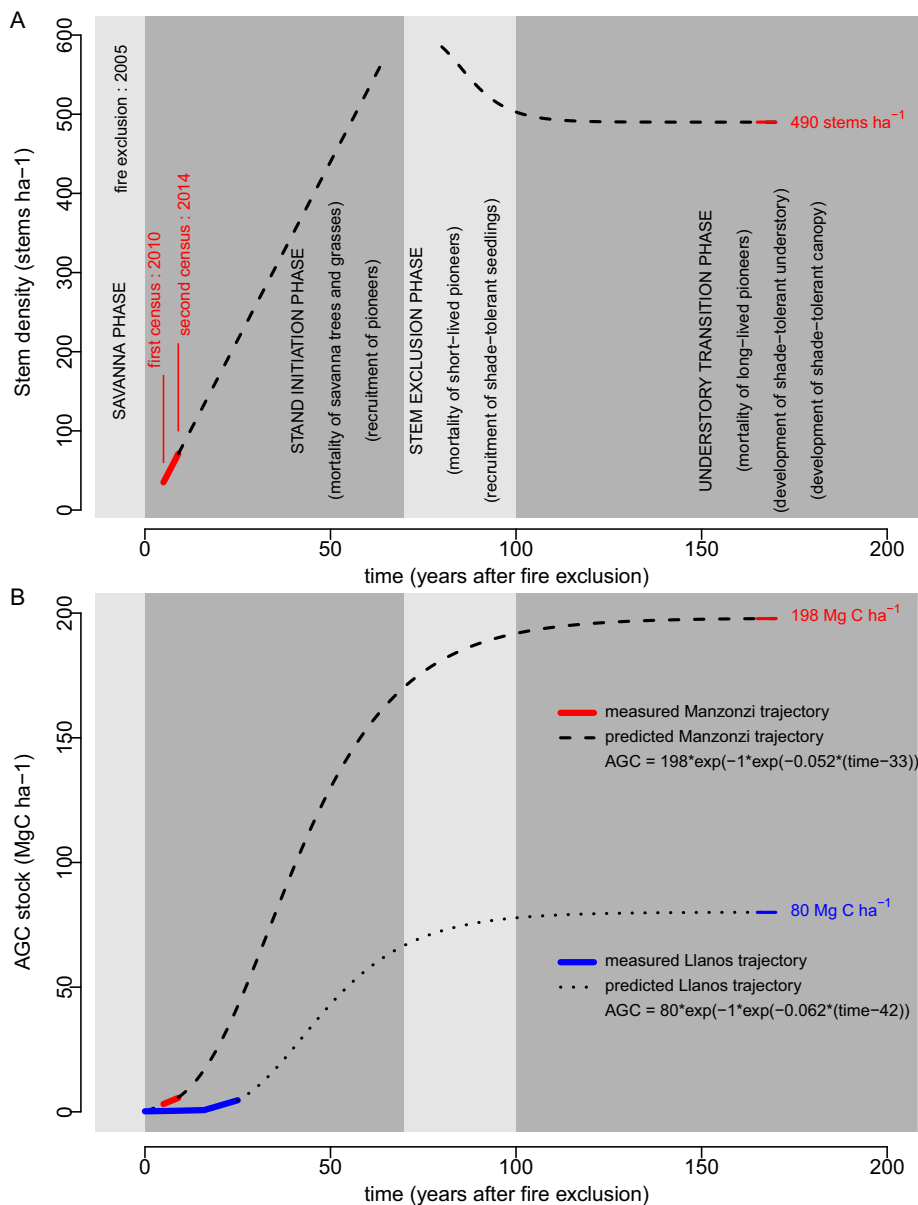 A
Stem density (stems ha−1)
0
100
200
300
400
500
600
SAVANNA PHASE
fire exclusion : 2005
first census : 2010
second census : 2014
STAND INITIATION PHASE
(mortality of savanna trees and grasses)
(recruitment of pioneers)
STEM EXCLUSION PHASE
(mortality of short−lived pioneers)
(recruitment of shade−tolerant seedlings)
UNDERSTORY TRANSITION PHASE
(mortality of long−lived pioneers)
(development of shade−tolerant understory)
(development of shade−tolerant canopy)
490 stems ha⁻¹
0
50
100
150
200
time (years after fire exclusion)
B
AGC stock (MgC ha−1)
0
50
100
150
200
198 Mg C ha⁻¹
measured Manzonzi trajectory
predicted Manzonzi trajectory
AGC = 198*exp(−1*exp(−0.052*(time−33))
80 Mg C ha⁻¹
measured Llanos trajectory
predicted Llanos trajectory
AGC = 80*exp(−1*exp(−0.062*(time−42))
0
50
100
150
200
time (years after fire exclusion)